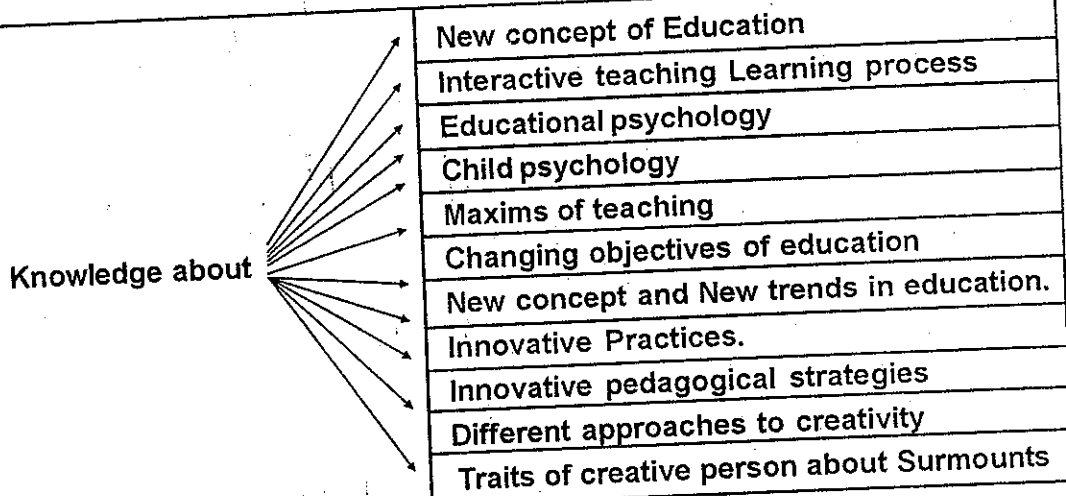 New concept of Education
Interactive teaching Learning process
Educational psychology
Child psychology
Maxims of teaching
Changing objectives of education
Knowledge about
New concept and New trends in education.
Innovative Practices.
Innovative pedagogical strategies
Different approaches to creativity
Traits of creative person about Surmounts